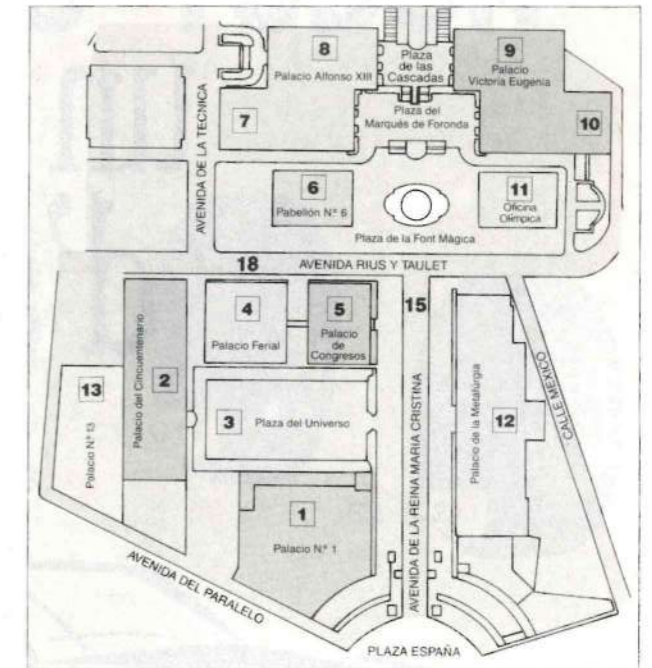 8
Palacio Alfonso XIII
Plaza
de las
Cascadas
9
Palacio
Victoria Eugenia
7
Plaza del
Marqués de Foronda
10
AVENIDA DE LA TECNICA
6
Pabellón N.º 6
11
Oficina
Olímpica
Plaza de la Font Màgica
18
AVENIDA RIUS Y TAULET
4
Palacio Ferial
5
Palacio
de
Congresos
15
13
Palacio N.º 13
Palacio del Cincuentenario
2
3
Plaza del Universo
AVENIDA DE LA REINA MARIA CRISTINA
Palacio de la Metalúrgia
12
CALLE MEXICO
1
Palacio N.º 1
AVENIDA DEL PARALELO
PLAZA ESPAÑA